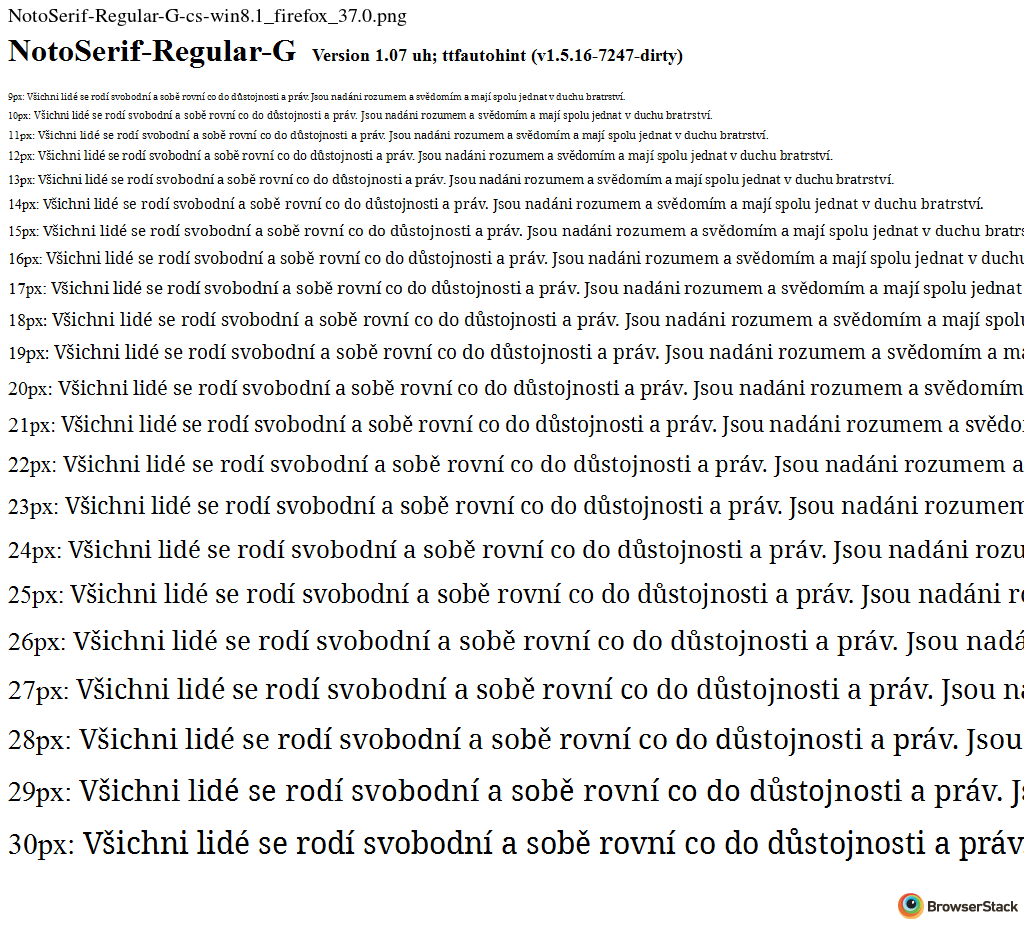 NotoSerif-Regular-G-cs-win8.1_firefox_37.0.png
NotoSerif-Regular-G Version 1.07 uh; ttfautohint (v1.5.16-7247-dirty)
9px: Všichni lidé se rodí svobodní a sobě rovní co do důstojnosti a práv. Jsou nadáni rozumem a svědomím a mají spolu jednat v duchu bratrství.
10px: Všichni lidé se rodí svobodní a sobě rovní co do důstojnosti a práv. Jsou nadáni rozumem a svědomím a mají spolu jednat v duchu bratrství.
11px: Všichni lidé se rodí svobodní a sobě rovní co do důstojnosti a práv. Jsou nadáni rozumem a svědomím a mají spolu jednat v duchu bratrství.
12px: Všichni lidé se rodí svobodní a sobě rovní co do důstojnosti a práv. Jsou nadáni rozumem a svědomím a mají spolu jednat v duchu bratrství.
13px: Všichni lidé se rodí svobodní a sobě rovní co do důstojnosti a práv. Jsou nadáni rozumem a svědomím a mají spolu jednat v duchu bratrství.
14px: Všichni lidé se rodí svobodní a sobě rovní co do důstojnosti a práv. Jsou nadáni rozumem a svědomím a mají spolu jednat v duchu bratrství.
15px: Všichni lidé se rodí svobodní a sobě rovní co do důstojnosti a práv. Jsou nadáni rozumem a svědomím a mají spolu jednat v duchu bratrs
16px: Všichni lidé se rodí svobodní a sobě rovní co do důstojnosti a práv. Jsou nadáni rozumem a svědomím a mají spolu jednat v duchu
17px: Všichni lidé se rodí svobodní a sobě rovní co do důstojnosti a práv. Jsou nadáni rozumem a svědomím a mají spolu jednat
18px: Všichni lidé se rodí svobodní a sobě rovní co do důstojnosti a práv. Jsou nadáni rozumem a svědomím a mají spolu
19px: Všichni lidé se rodí svobodní a sobě rovní co do důstojnosti a práv. Jsou nadáni rozumem a svědomím a ma
20px: Všichni lidé se rodí svobodní a sobě rovní co do důstojnosti a práv. Jsou nadáni rozumem a svědomím
21px: Všichni lidé se rodí svobodní a sobě rovní co do důstojnosti a práv. Jsou nadáni rozumem a svědo
22px: Všichni lidé se rodí svobodní a sobě rovní co do důstojnosti a práv. Jsou nadáni rozumem a
23px: Všichni lidé se rodí svobodní a sobě rovní co do důstojnosti a práv. Jsou nadáni rozumem
24px: Všichni lidé se rodí svobodní a sobě rovní co do důstojnosti a práv. Jsou nadáni rozu
25px: Všichni lidé se rodí svobodní a sobě rovní co do důstojnosti a práv. Jsou nadáni ro
26px: Všichni lidé se rodí svobodní a sobě rovní co do důstojnosti a práv. Jsou nadá
27px: Všichni lidé se rodí svobodní a sobě rovní co do důstojnosti a práv. Jsou na
28px: Všichni lidé se rodí svobodní a sobě rovní co do důstojnosti a práv. Jsou
29px: Všichni lidé se rodí svobodní a sobě rovní co do důstojnosti a práv. Js
30px: Všichni lidé se rodí svobodní a sobě rovní co do důstojnosti a práv.
BrowserStack